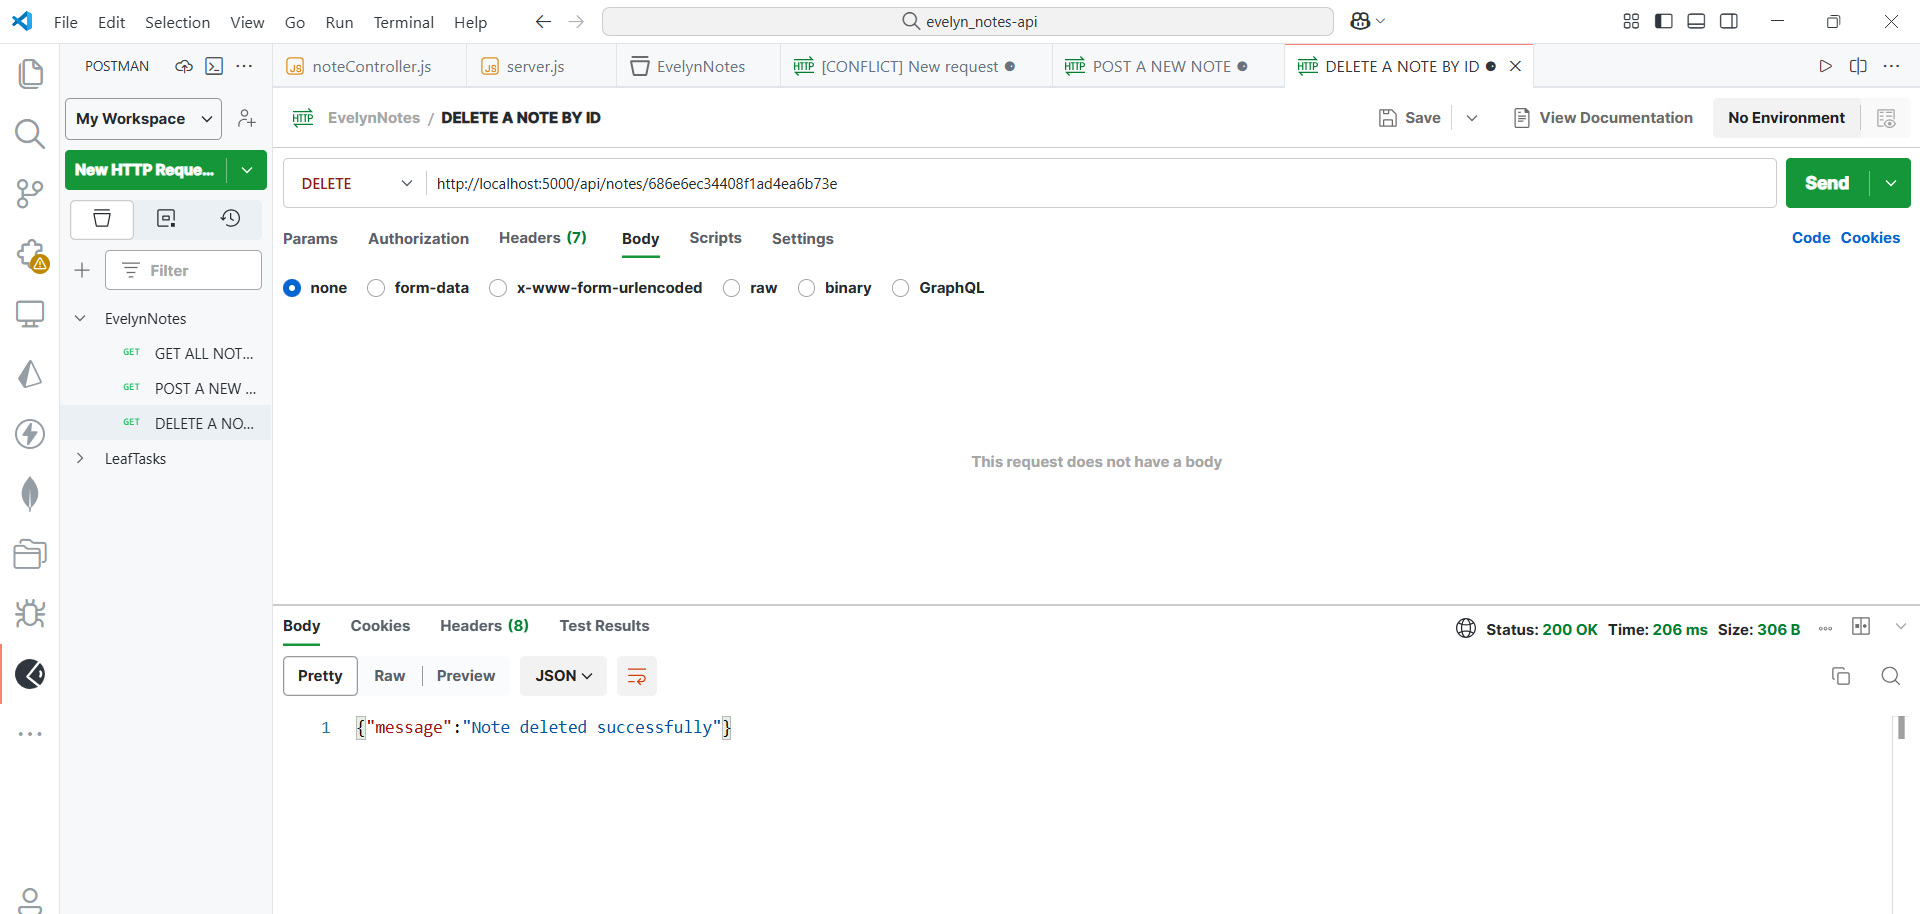 File Edit Selection View Go Run Terminal Help evelyn_notes-api
POSTMAN
noteController.js server.js EvelynNotes [CONFLICT] New request POST A NEW NOTE DELETE A NOTE BY ID
My Workspace
EvelynNotes / DELETE A NOTE BY ID Save View Documentation No Environment
New HTTP Reque...
DELETE http://localhost:5000/api/notes/686e6ec34408f1ad4ea6b73e Send
Params Authorization Headers (7) Body Scripts Settings Code Cookies
Filter
none form-data x-www-form-urlencoded raw binary GraphQL
EvelynNotes
GET GET ALL NOT...
GET POST A NEW ...
GET DELETE A NO...
LeafTasks
This request does not have a body
Body Cookies Headers (8) Test Results Status: 200 OK Time: 206 ms Size: 306 B
Pretty Raw Preview JSON
1 {"message":"Note deleted successfully"}